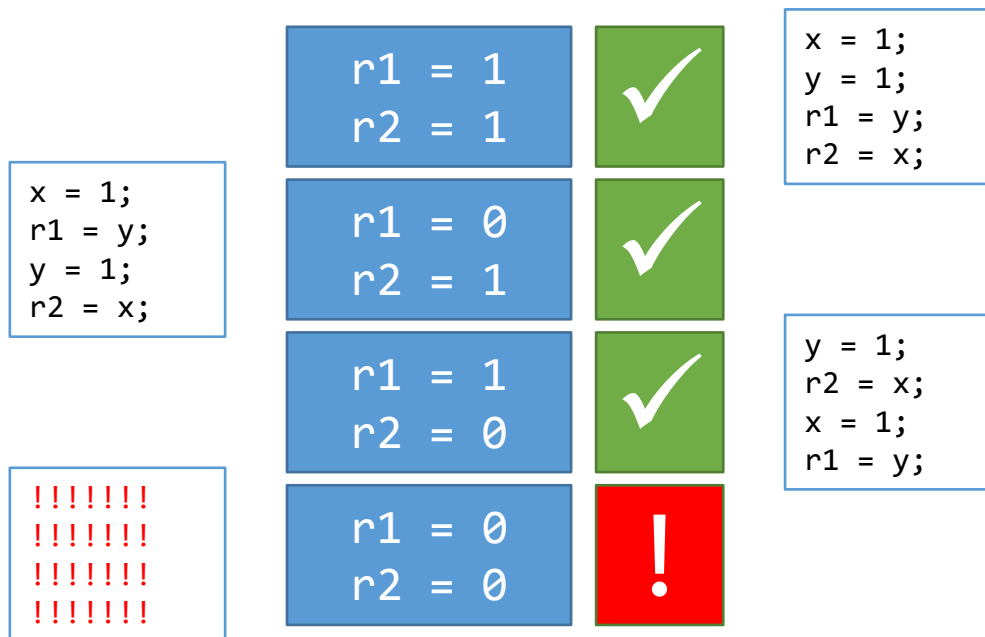 r1 = 1
r2 = 1
x = 1;
y = 1;
r1 = y;
r2 = x;
x = 1;
r1 = y;
y = 1;
r2 = x;
r1 = 0
r2 = 1
r1 = 1
r2 = 0
y = 1;
r2 = x;
x = 1;
r1 = y;
!!!!!!!
!!!!!!!
!!!!!!!
!!!!!!!
r1 = 0
r2 = 0
!